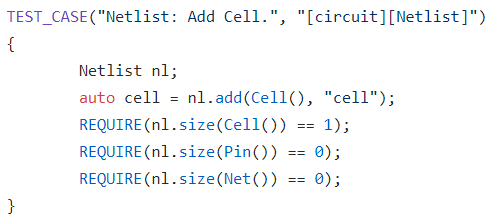 TEST_CASE("Netlist: Add Cell.", "[circuit][Netlist]")
{
        Netlist nl;
        auto cell = nl.add(Cell(), "cell");
        REQUIRE(nl.size(Cell()) == 1);
        REQUIRE(nl.size(Pin()) == 0);
        REQUIRE(nl.size(Net()) == 0);
}